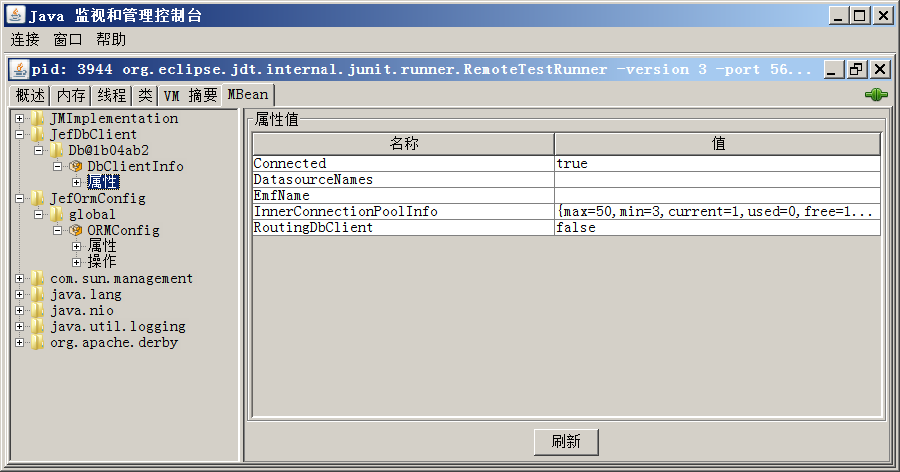 Java 监视和管理控制台
连接 窗口 帮助
pid: 3944 org.eclipse.jdt.internal.junit.runner.RemoteTestRunner -version 3 -port 56...
概述 内存 线程 类 VM 摘要 MBean
JMImplementation
JefDbClient
Db@1b04ab2
DbClientInfo
属性
JefOrmConfig
global
ORMConfig
属性
操作
com.sun.management
java.lang
java.nio
java.util.logging
org.apache.derby
属性值
名称 值
Connected true
DatasourceNames
EmfName
InnerConnectionPoolInfo {max=50,min=3,current=1,used=0,free=1...
RoutingDbClient false
刷新